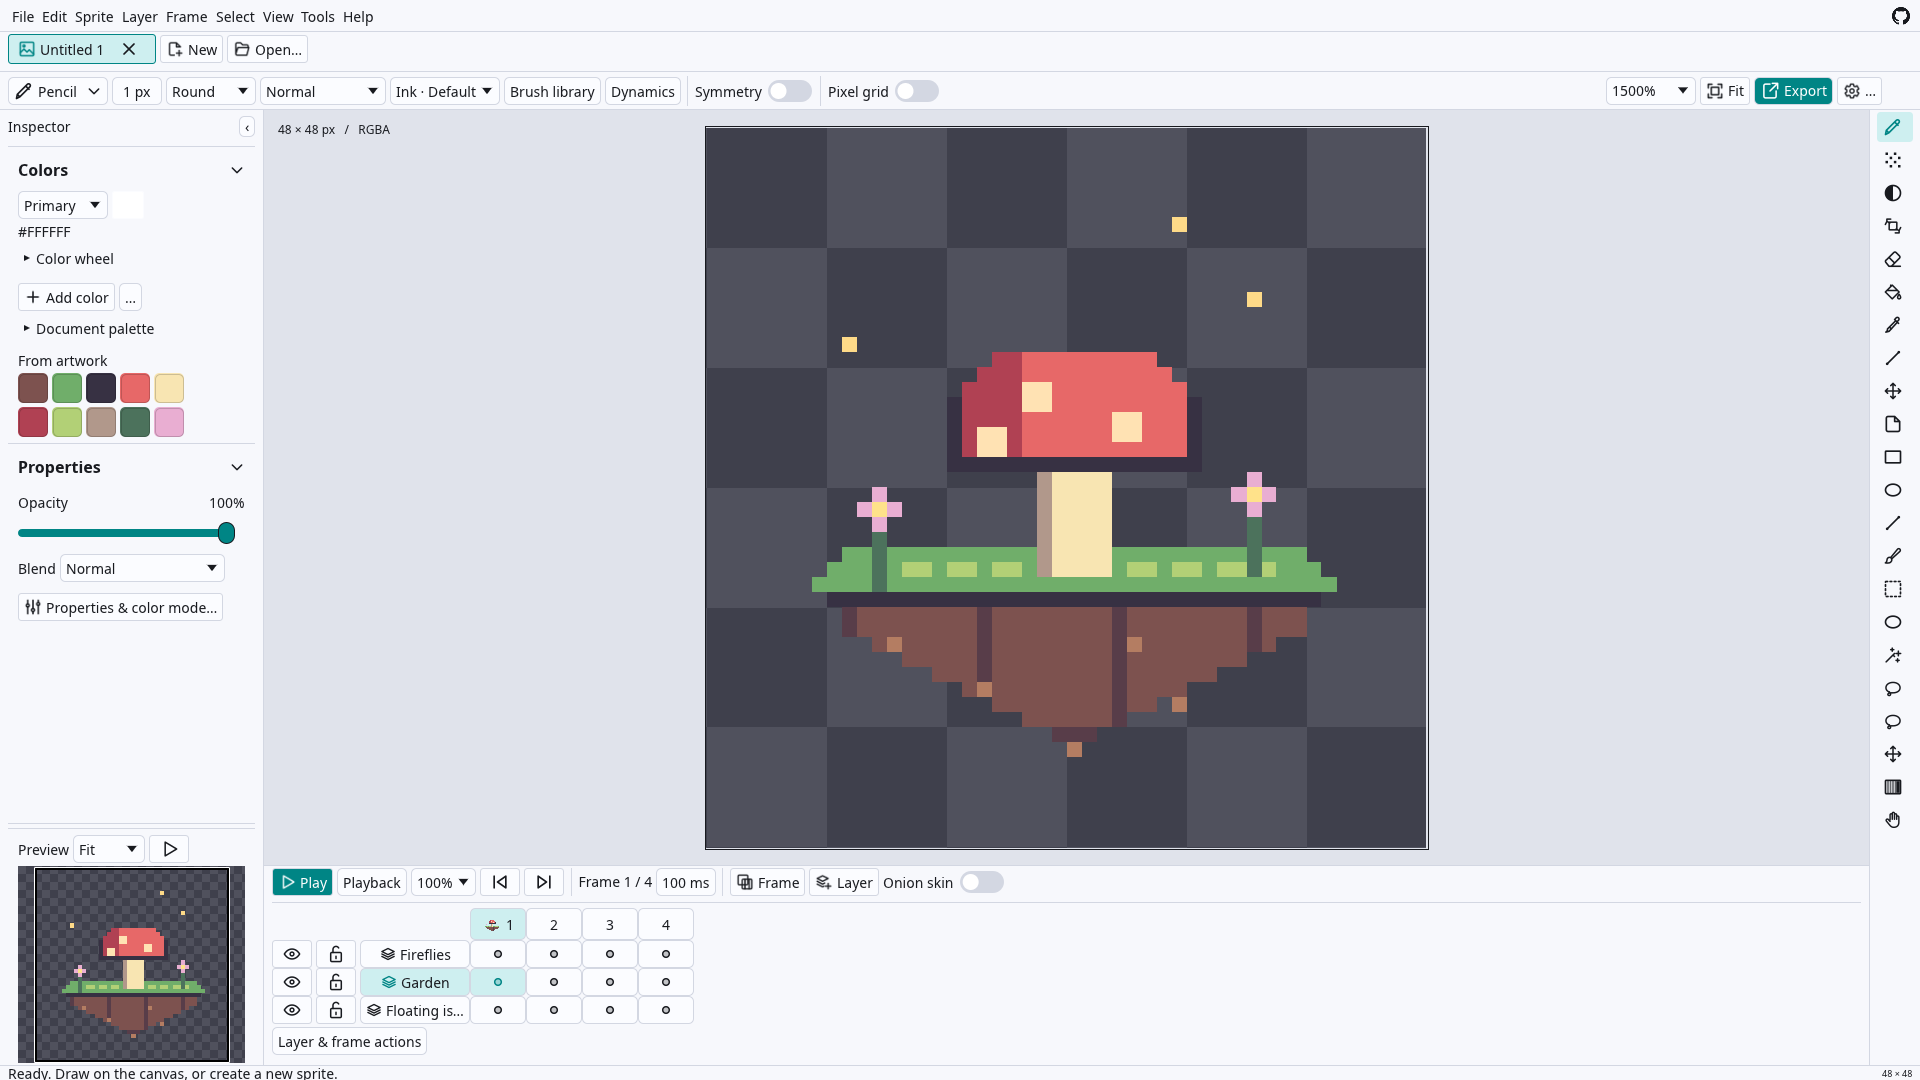 File Edit Sprite Layer Frame Select View Tools Help
Untitled 1 New Open...
Pencil 1 px Round Normal Ink · Default Brush library Dynamics Symmetry Pixel grid 1500% Fit Export ...
Inspector
48 × 48 px / RGBA
Colors
Primary
#FFFFFF
Color wheel
Add color ...
Document palette
From artwork
Properties
Opacity 100%
Blend Normal
Properties & color mode...
Preview Fit
Play Playback 100% Frame 1 / 4 100 ms Frame Layer Onion skin
1 2 3 4
Fireflies
Garden
Floating is...
Layer & frame actions
Ready. Draw on the canvas, or create a new sprite. 48 × 48